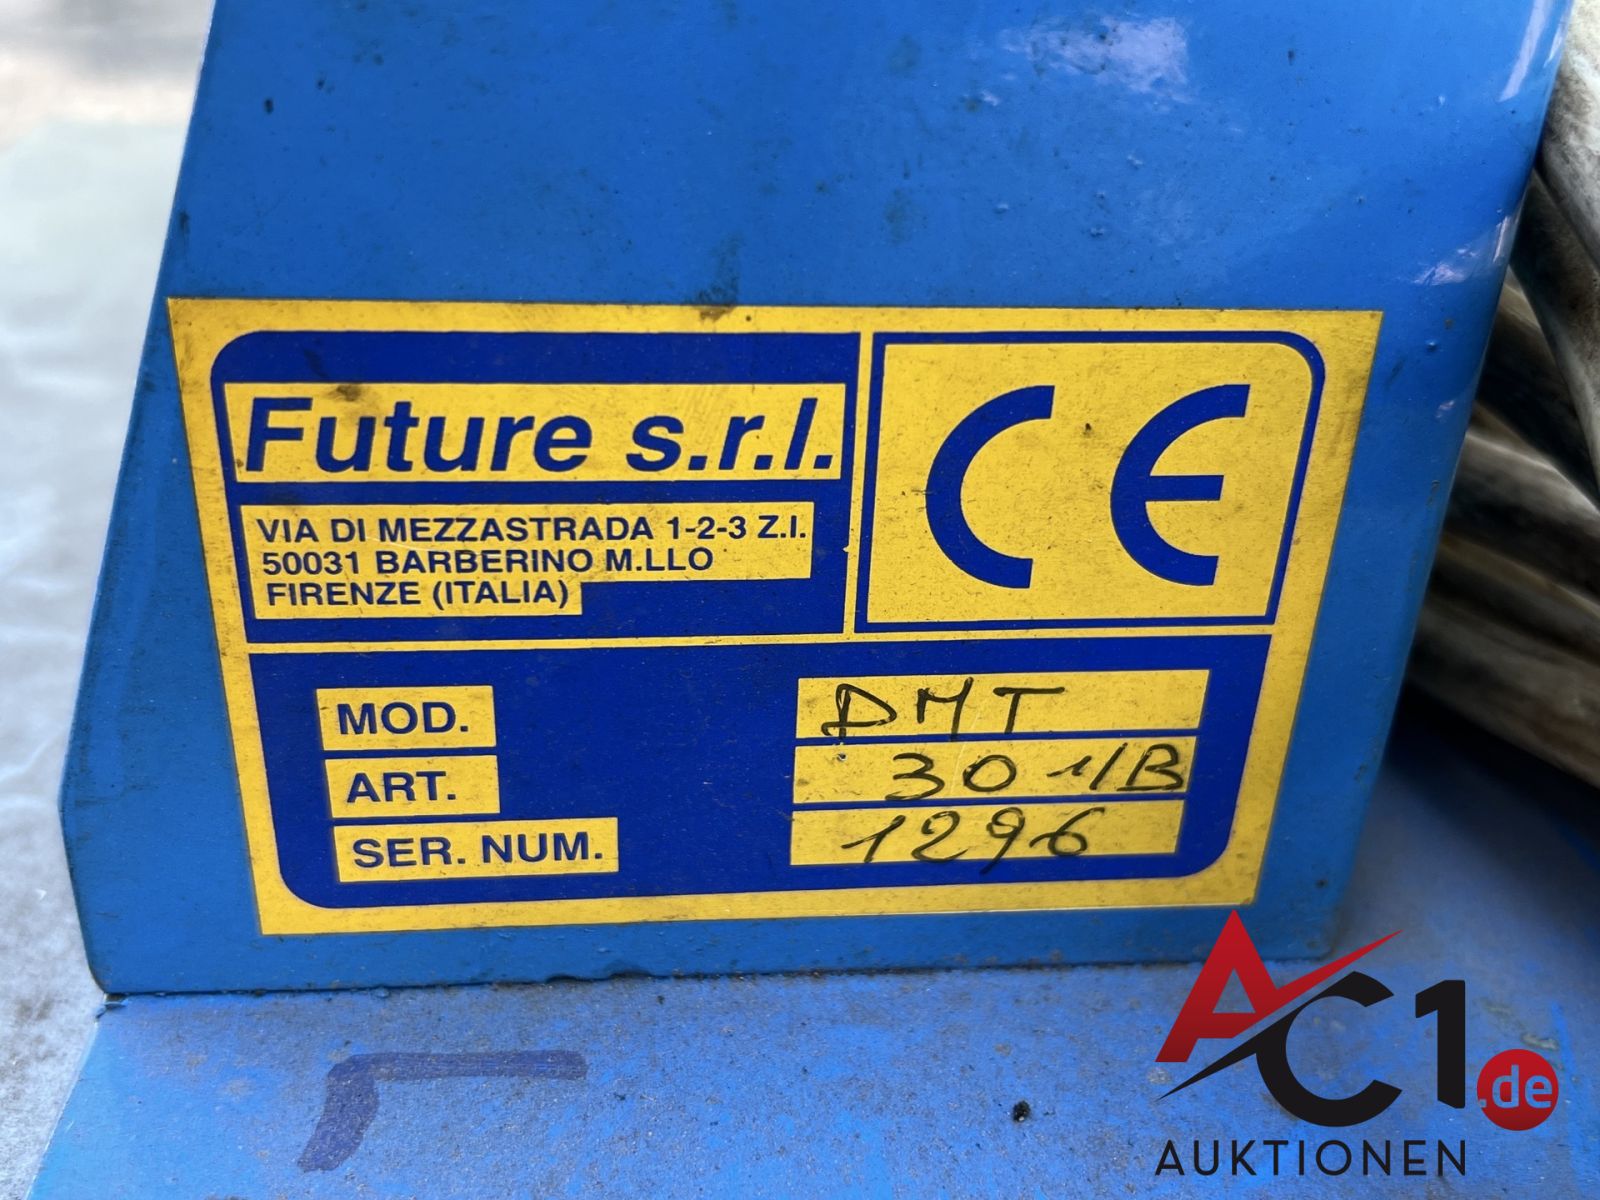 Future s.r.l.
VIA DI MEZZASTRADA 1-2-3 Z.I.
50031 BARBERINO M.LLO
FIRENZE (ITALIA)
CE
MOD. DMT
ART. 301/B
SER. NUM. 1296
AC1.de
AUKTIONEN